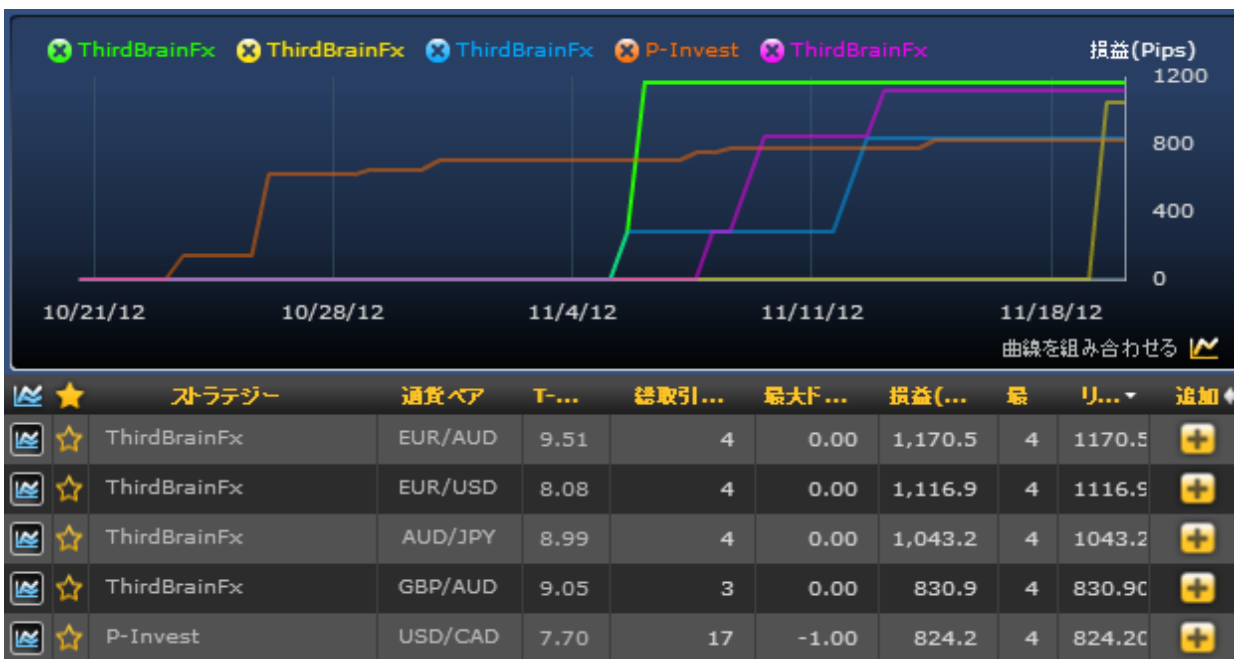 ThirdBrainFx ThirdBrainFx ThirdBrainFx P-Invest ThirdBrainFx 損益(Pips)
1200
800
400
0
10/21/12 10/28/12 11/4/12 11/11/12 11/18/12
曲線を組み合わせる
ストラテジー 通貨ペア T-... 総取引... 最大ド... 損益(... 最 リ... 追加
ThirdBrainFx EUR/AUD 9.51 4 0.00 1,170.5 4 1170.5
ThirdBrainFx EUR/USD 8.08 4 0.00 1,116.9 4 1116.9
ThirdBrainFx AUD/JPY 8.99 4 0.00 1,043.2 4 1043.2
ThirdBrainFx GBP/AUD 9.05 3 0.00 830.9 4 830.90
P-Invest USD/CAD 7.70 17 -1.00 824.2 4 824.20